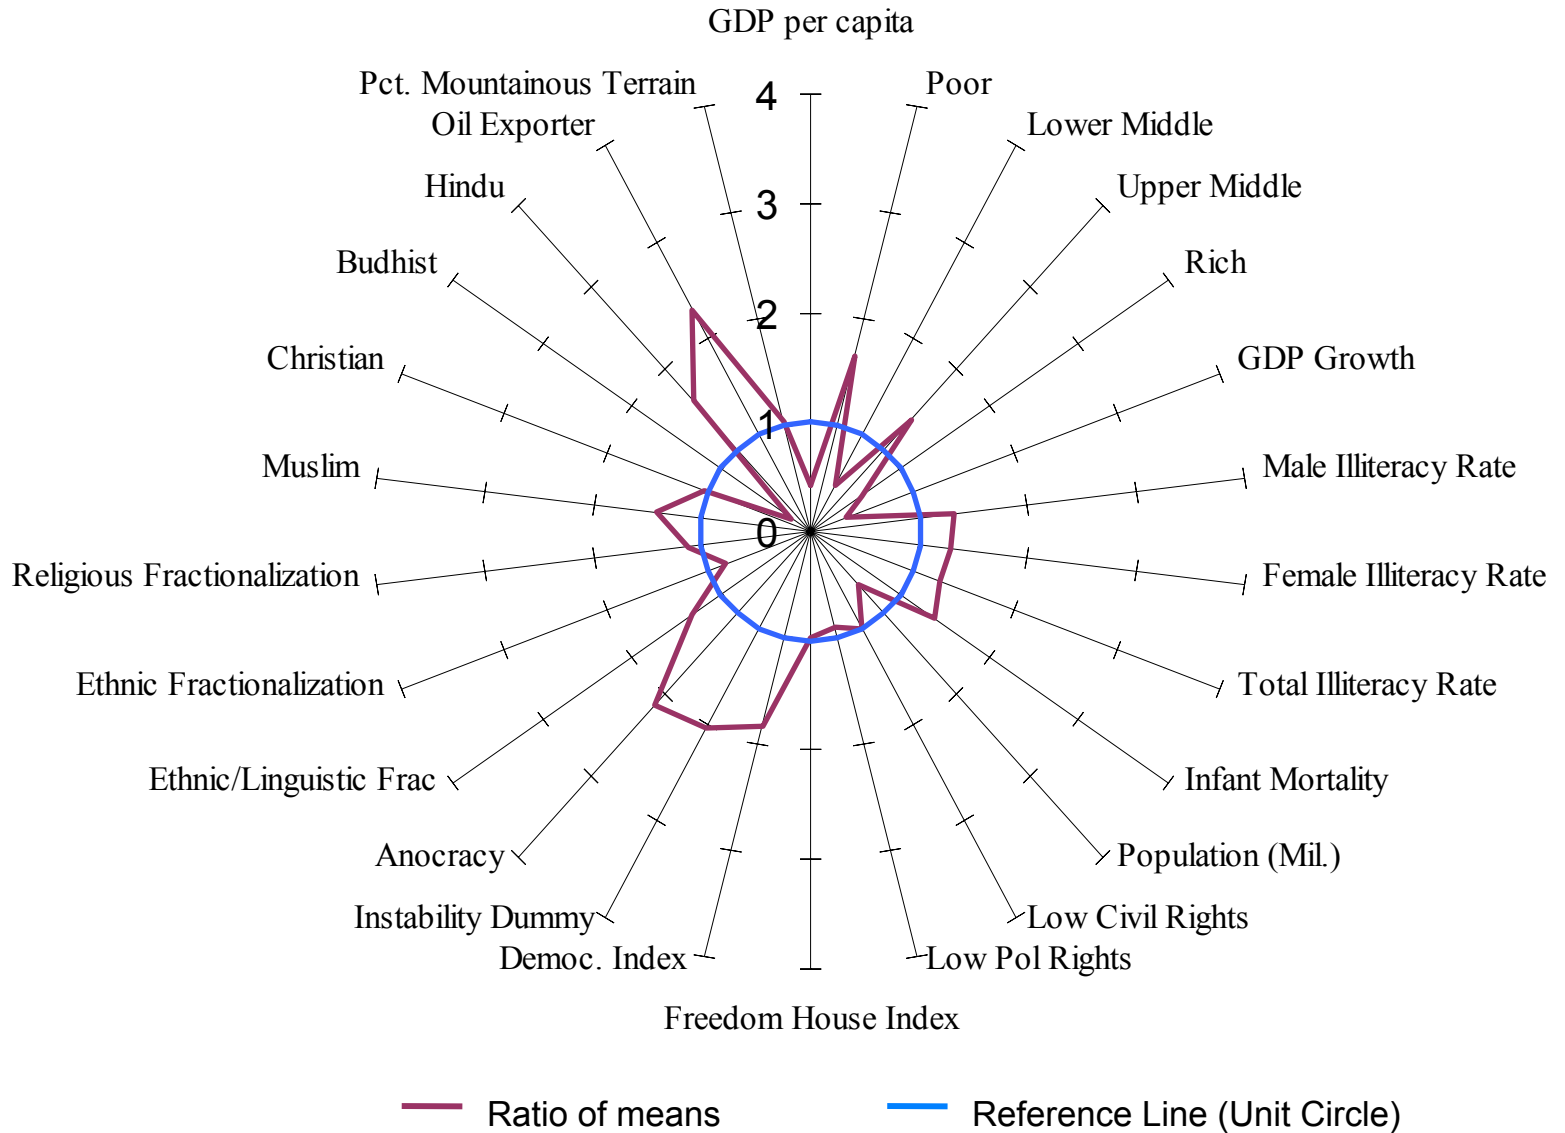 GDP per capita
Pct. Mountainous Terrain
Poor
4
Oil Exporter
Lower Middle
Hindu
Upper Middle
3
Budhist
Rich
2
Christian
GDP Growth
1
Muslim
Male Illiteracy Rate
0
Religious Fractionalization
Female Illiteracy Rate
Ethnic Fractionalization
Total Illiteracy Rate
Ethnic/Linguistic Frac
Infant Mortality
Anocracy
Population (Mil.)
Instability Dummy
Low Civil Rights
Democ. Index
Low Pol Rights
Freedom House Index
Ratio of means
Reference Line (Unit Circle)